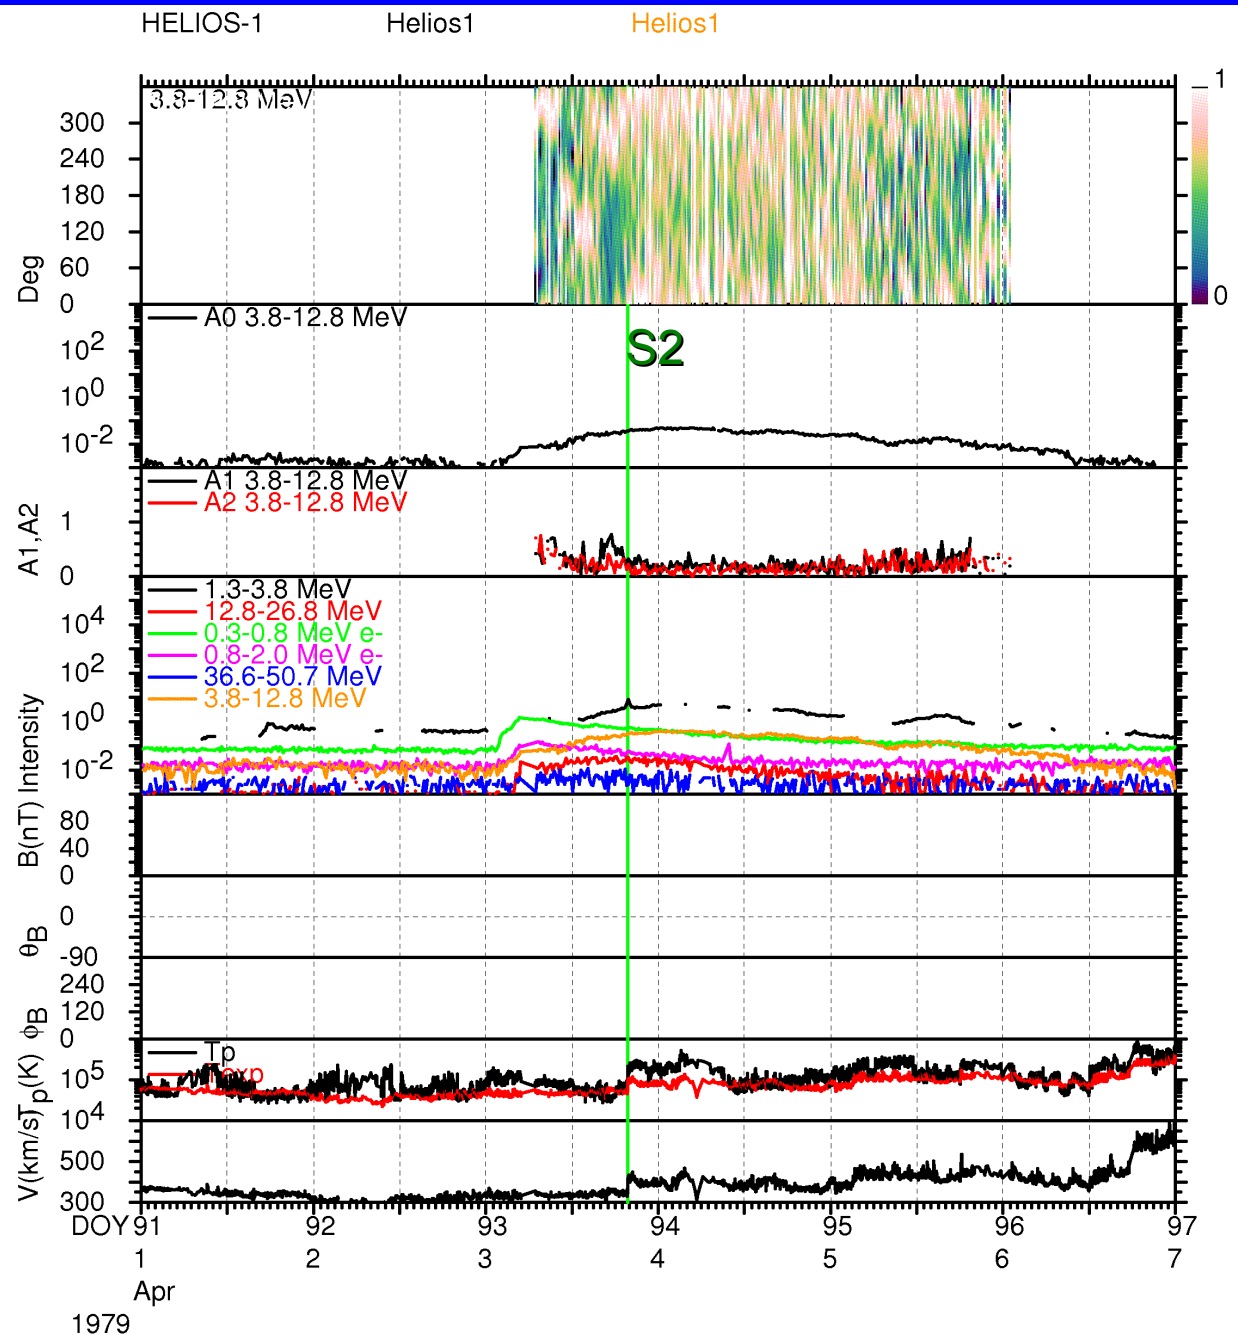 HELIOS-1 Helios1 Helios1
3.8-12.8 MeV
1
300
240
180
120
60
0
0
Deg
A0 3.8-12.8 MeV
S2
10^2
10^0
10^-2
A1 3.8-12.8 MeV
A2 3.8-12.8 MeV
1
0
A1,A2
1.3-3.8 MeV
12.8-26.8 MeV
0.3-0.8 MeV e-
0.8-2.0 MeV e-
36.6-50.7 MeV
3.8-12.8 MeV
10^4
10^2
10^0
10^-2
Intensity
80
40
0
B(nT)
0
-90
θB
240
120
0
ϕB
Tp
Texp
10^5
10^4
Tp(K)
500
300
V(km/s)
DOY 91 92 93 94 95 96 97
1 2 3 4 5 6 7
Apr
1979